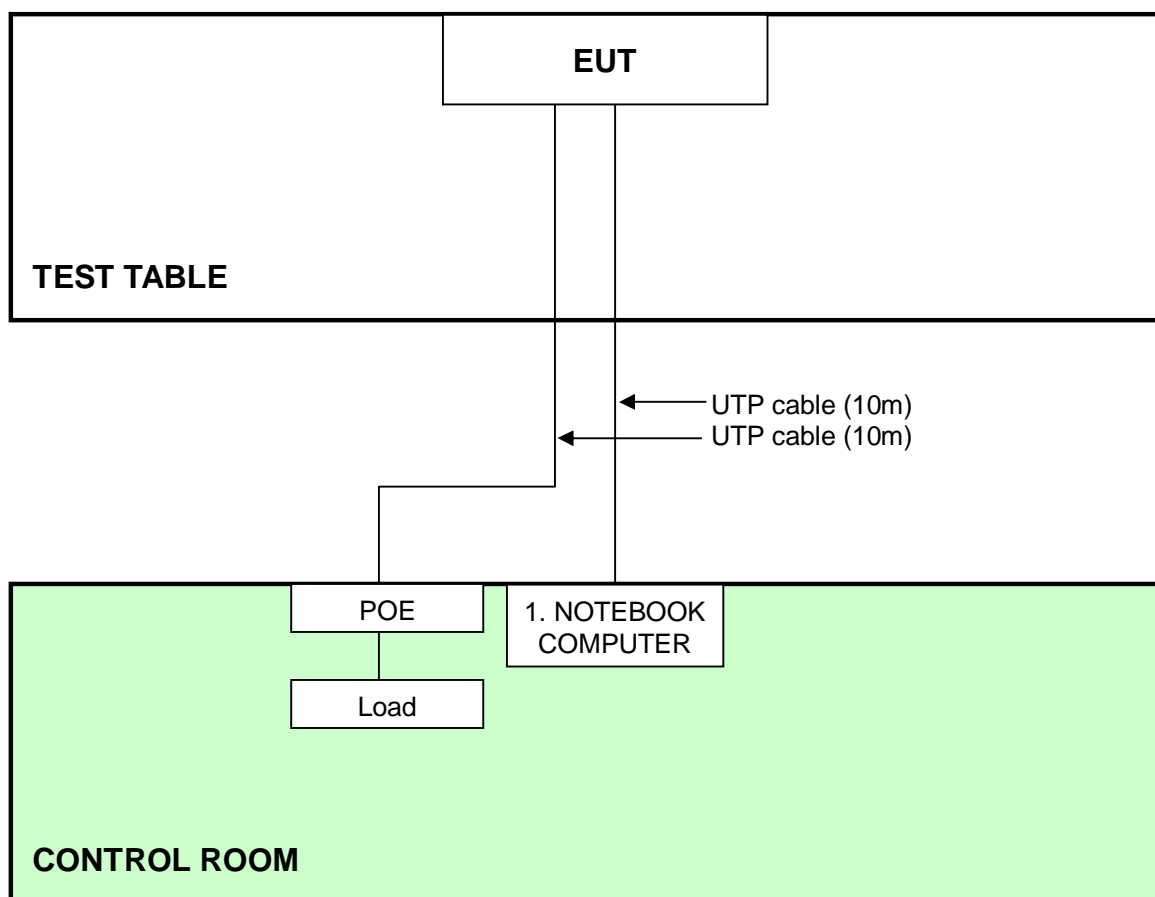 EUT
TEST TABLE
UTP cable (10m)
UTP cable (10m)
POE
1. NOTEBOOK
COMPUTER
Load
CONTROL ROOM